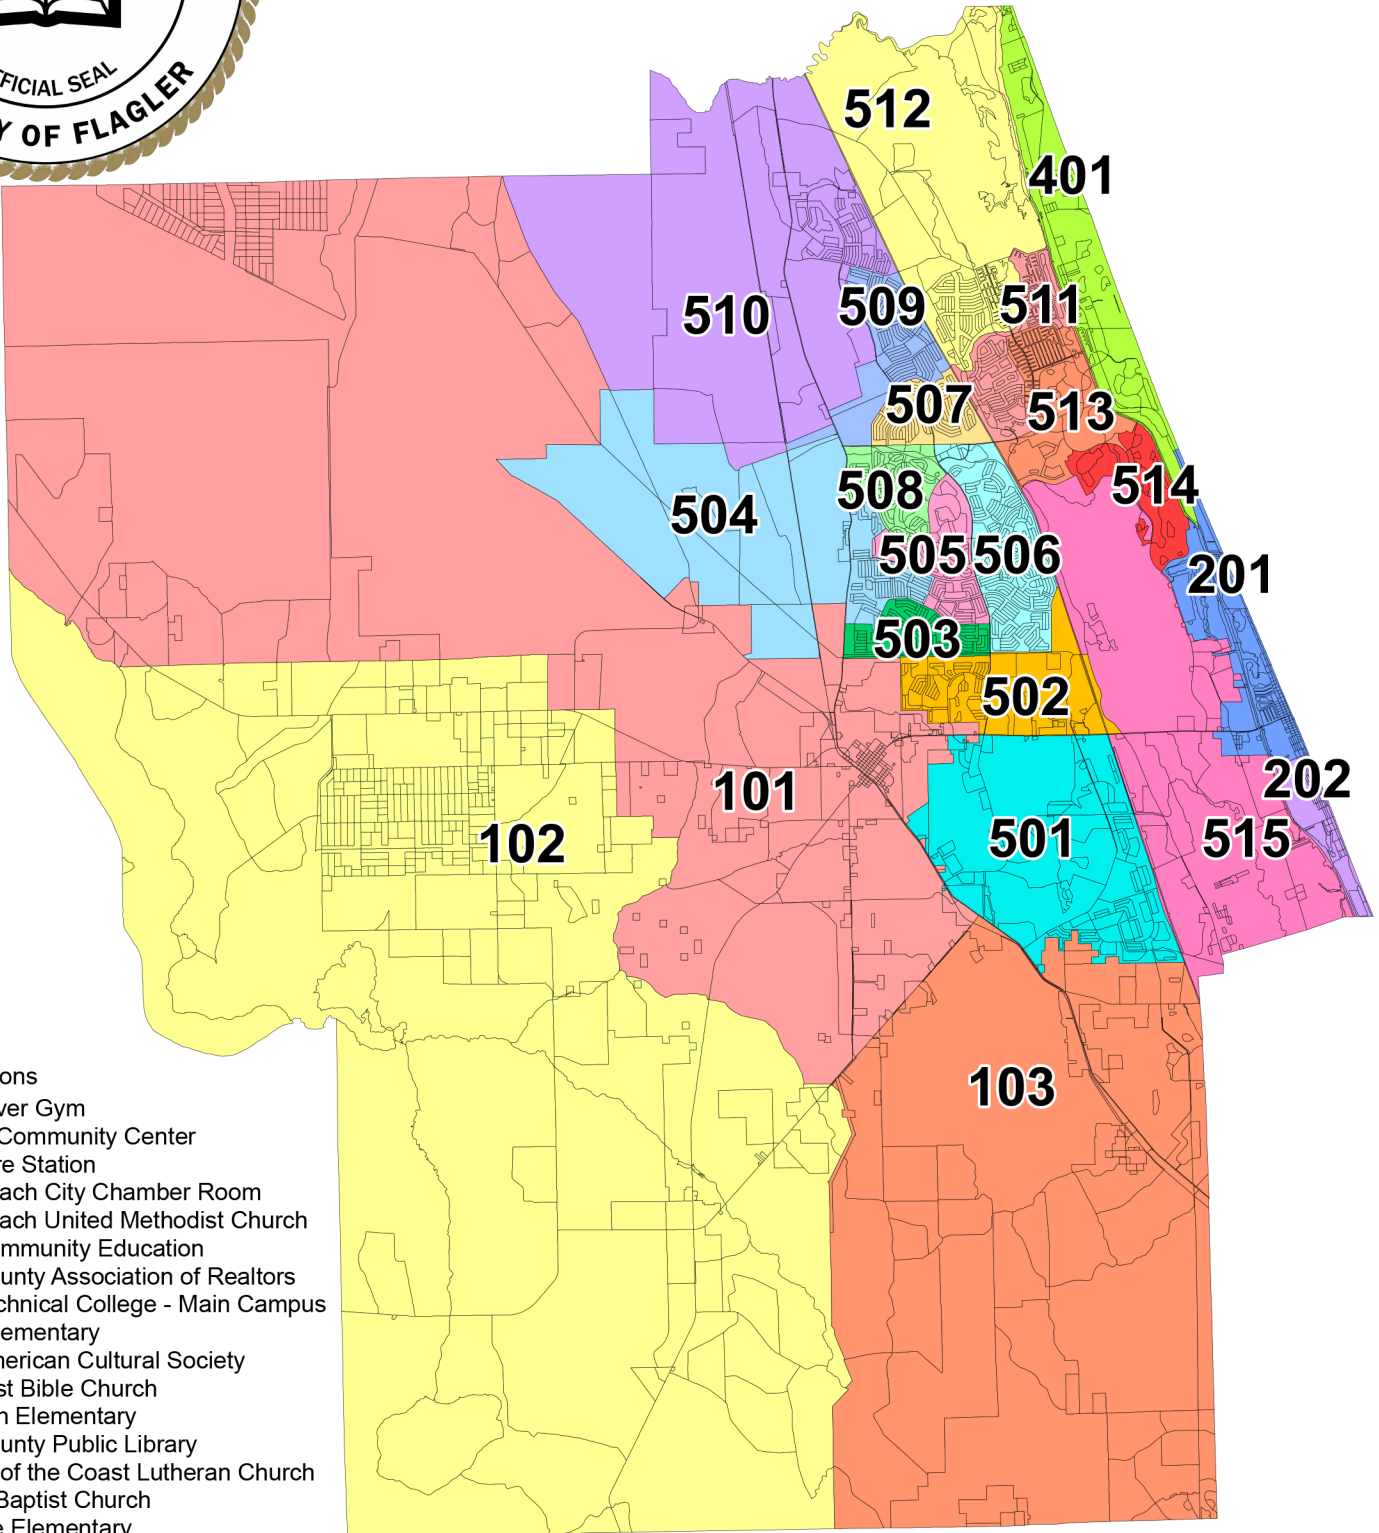 OFFICIAL SEAL
Y OF FLAGLER
512
401
510
509
511
507
513
508
514
504
505
506
201
503
502
101
202
102
501
515
103
ons
ver Gym
Community Center
re Station
ach City Chamber Room
ach United Methodist Church
mmunity Education
unty Association of Realtors
chnical College - Main Campus
lementary
merican Cultural Society
st Bible Church
n Elementary
unty Public Library
of the Coast Lutheran Church
Baptist Church
e Elementary